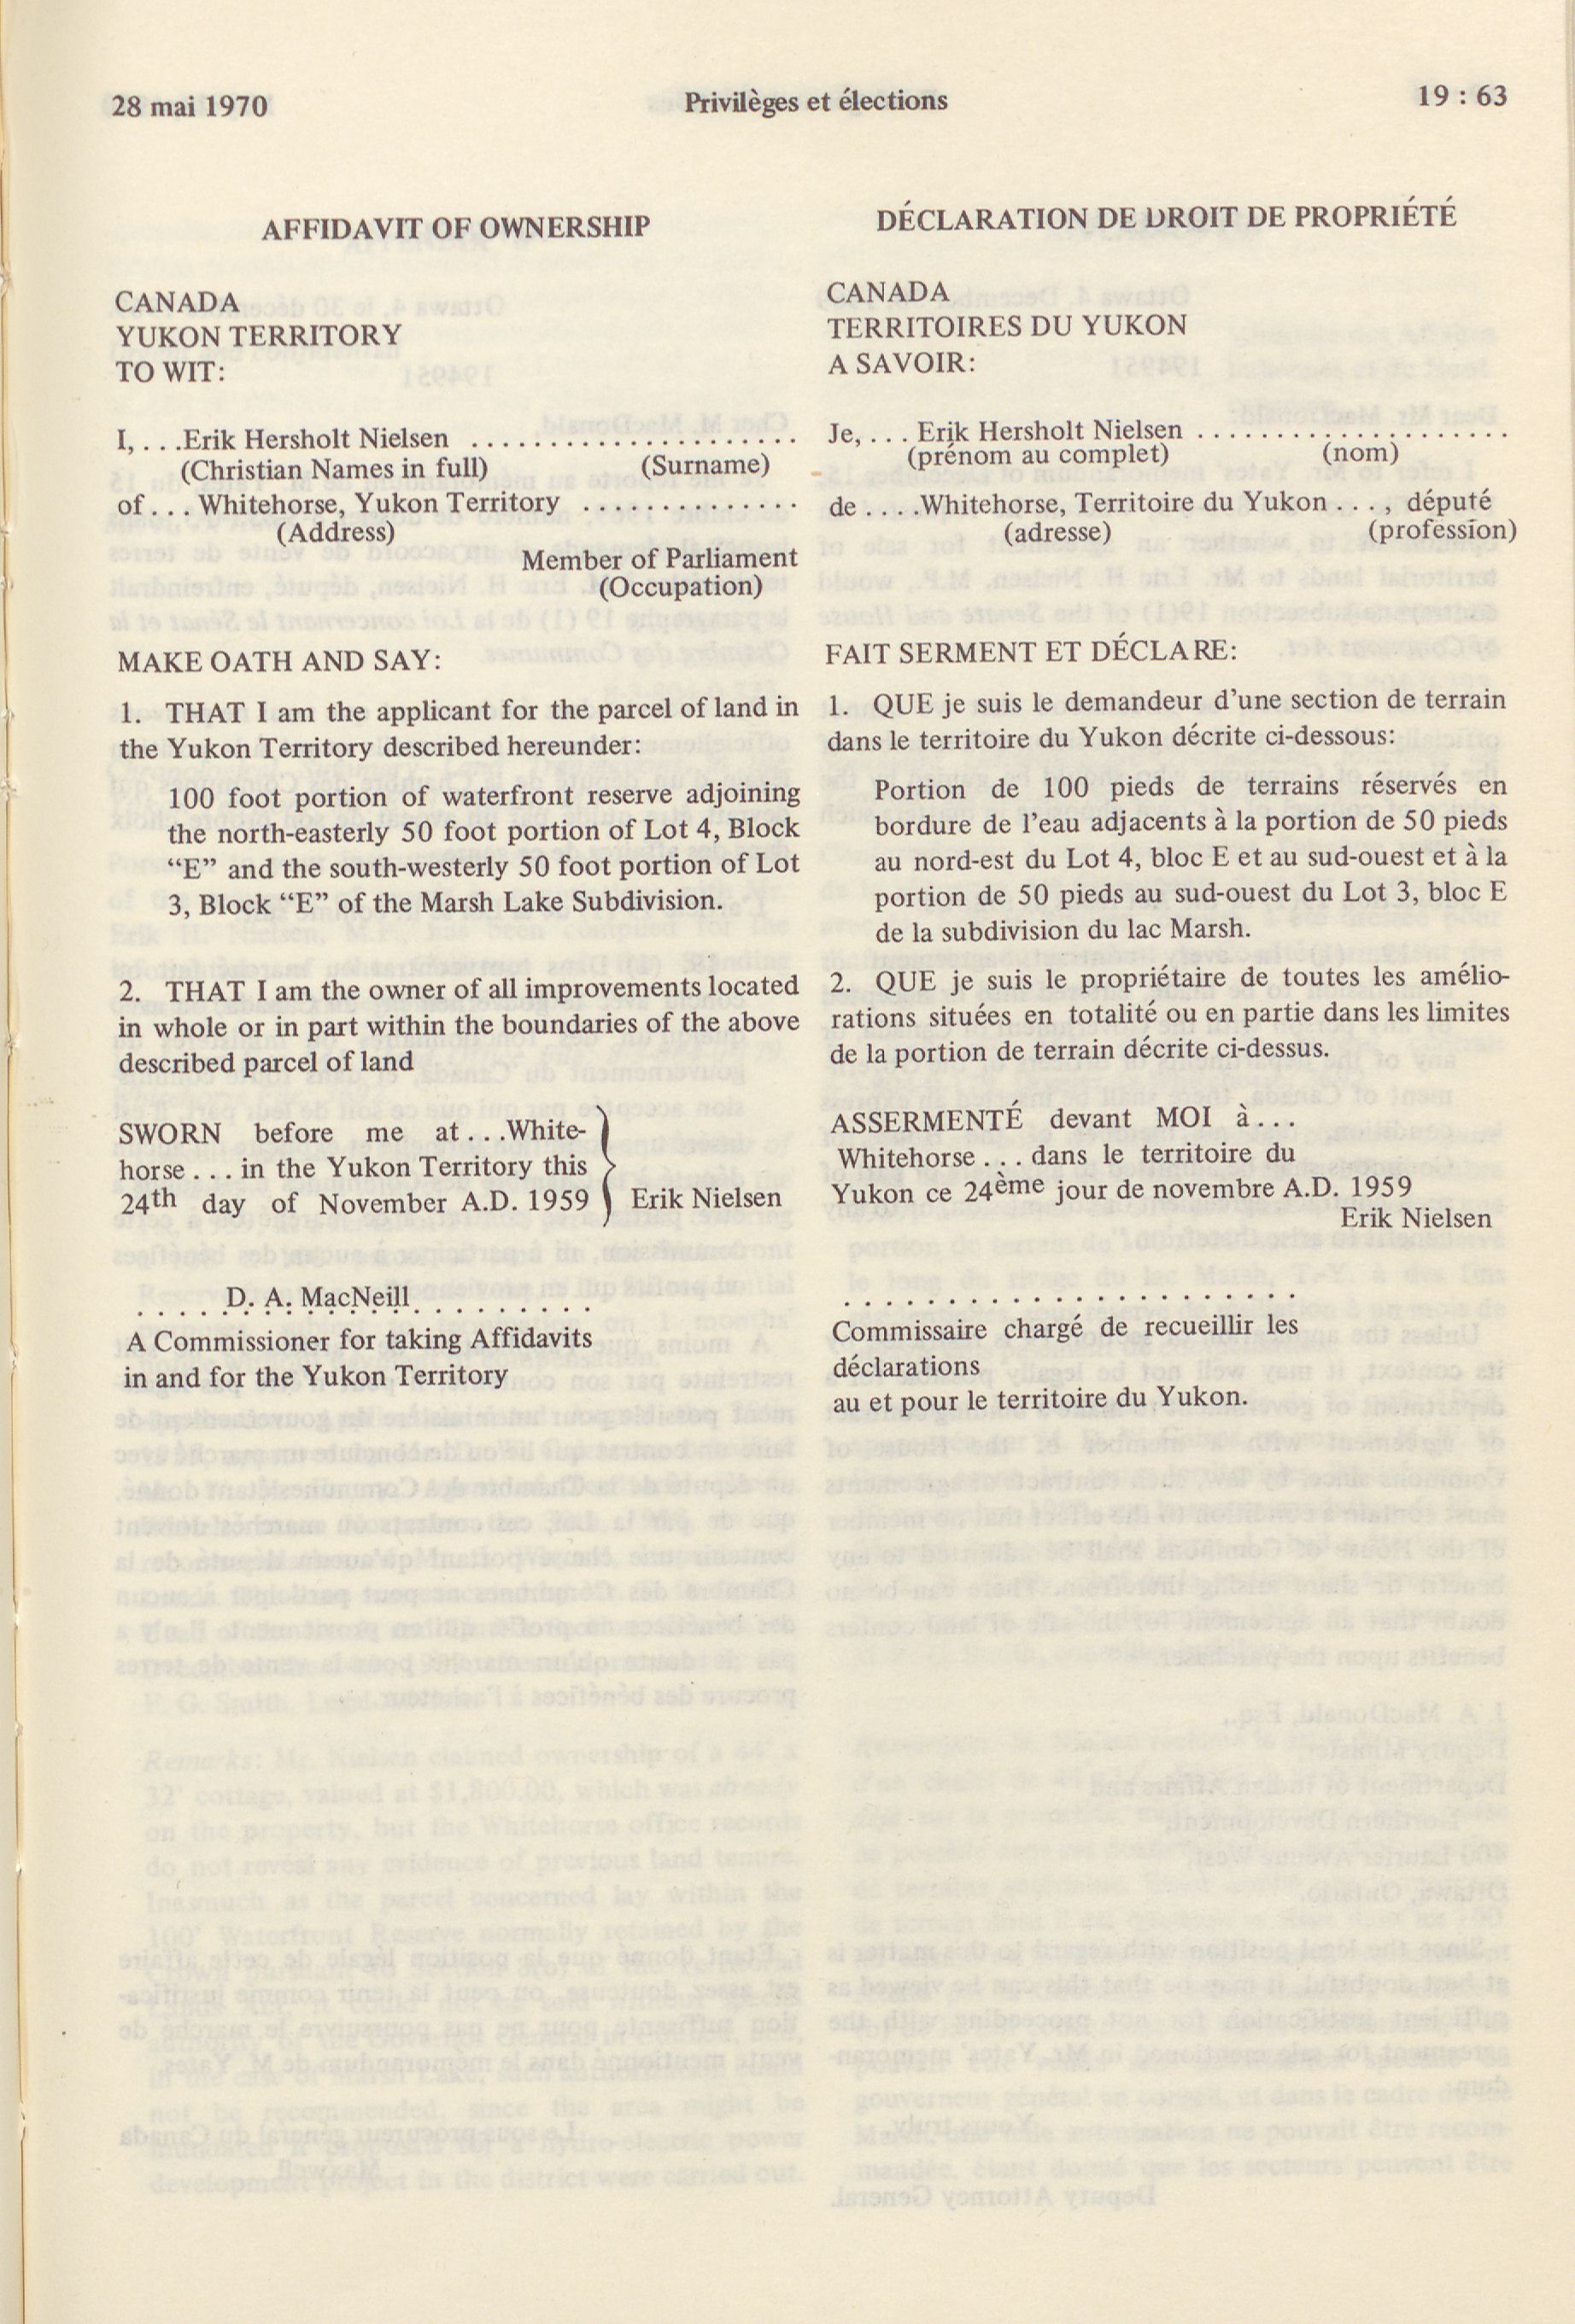 28 mai 1970
Privilèges et élections
19 : 63
AFFIDAVIT OF OWNERSHIP
CANADA
YUKON TERRITORY
TO WIT:
I, . . .Erik Hersholt Nielsen . . . . . . . . . . . . . . . . . . . . .
(Christian Names in full) (Surname)
of . . . Whitehorse, Yukon Territory . . . . . . . . . . . . . .
(Address)
Member of Parliament
(Occupation)
MAKE OATH AND SAY:
1. THAT I am the applicant for the parcel of land in
the Yukon Territory described hereunder:
100 foot portion of waterfront reserve adjoining
the north-easterly 50 foot portion of Lot 4, Block
“E” and the south-westerly 50 foot portion of Lot
3, Block “E” of the Marsh Lake Subdivision.
2. THAT I am the owner of all improvements located
in whole or in part within the boundaries of the above
described parcel of land
SWORN before me at . . .White-
horse . . . in the Yukon Territory this
24th day of November A.D. 1959
Erik Nielsen
. . . . . D. A. MacNeill. . . . . . . . . .
A Commissioner for taking Affidavits
in and for the Yukon Territory
DÉCLARATION DE DROIT DE PROPRIÉTÉ
CANADA
TERRITOIRES DU YUKON
A SAVOIR:
Je, . . . Erik Hersholt Nielsen . . . . . . . . . . . . . . . . . . . .
(prénom au complet) (nom)
de . . . .Whitehorse, Territoire du Yukon . . . , député
(adresse) (profession)
FAIT SERMENT ET DÉCLARE:
1. QUE je suis le demandeur d’une section de terrain
dans le territoire du Yukon décrite ci-dessous:
Portion de 100 pieds de terrains réservés en
bordure de l’eau adjacents à la portion de 50 pieds
au nord-est du Lot 4, bloc E et au sud-ouest et à la
portion de 50 pieds au sud-ouest du Lot 3, bloc E
de la subdivision du lac Marsh.
2. QUE je suis le propriétaire de toutes les amélio-
rations situées en totalité ou en partie dans les limites
de la portion de terrain décrite ci-dessus.
ASSERMENTÉ devant MOI à . . .
Whitehorse . . . dans le territoire du
Yukon ce 24ème jour de novembre A.D. 1959
Erik Nielsen
. . . . . . . . . . . . . . . . . . . . . . .
Commissaire chargé de recueillir les
déclarations
au et pour le territoire du Yukon.